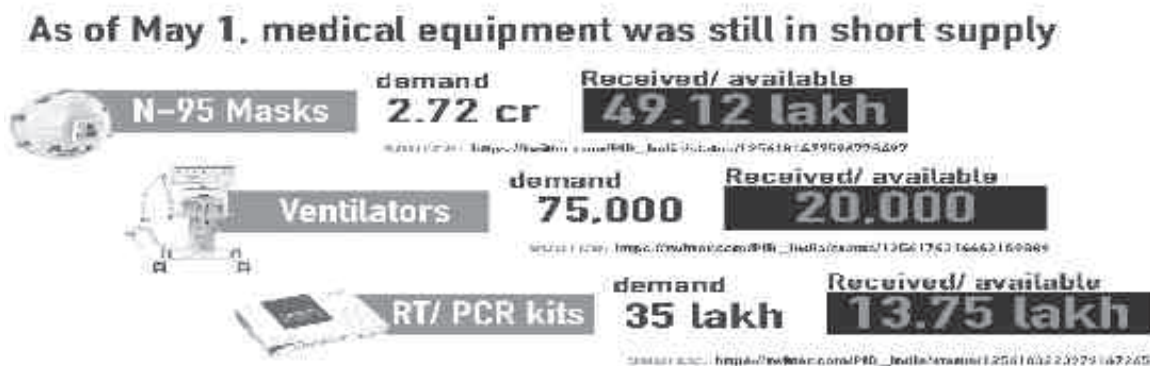 As of May 1, medical equipment was still in short supply
N-95 Masks
demand
2.72 cr
Received/ available
49.12 lakh
Ventilators
demand
75,000
Received/ available
20,000
RT/ PCR kits
demand
35 lakh
Received/ available
13.75 lakh